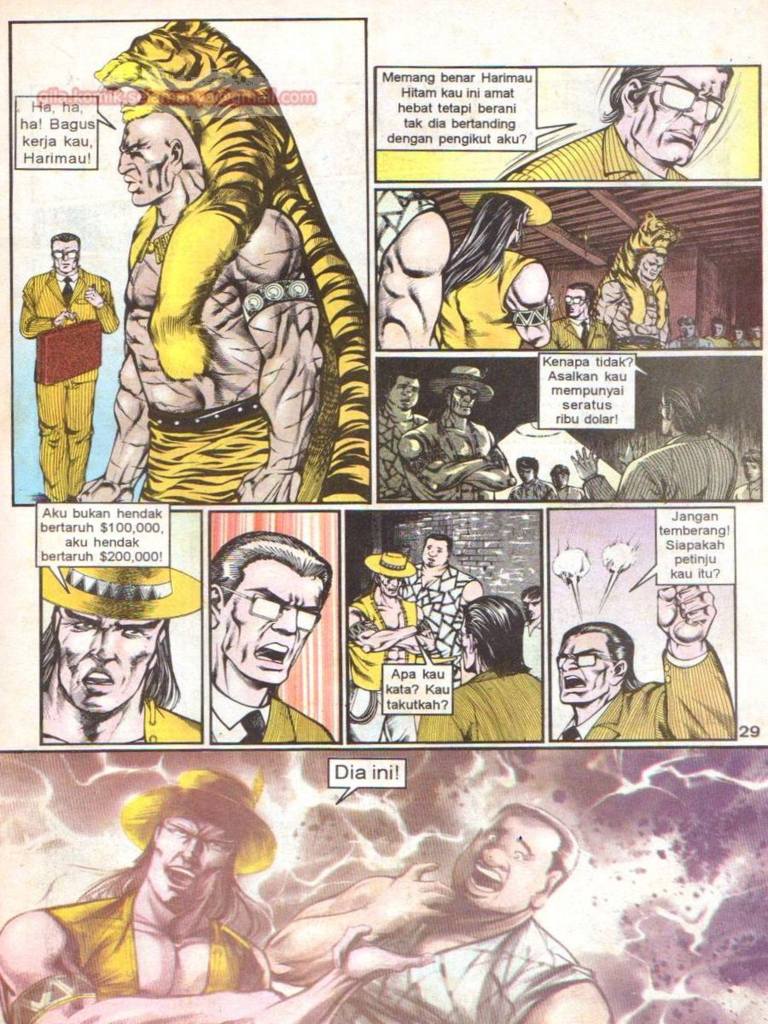 Ha, ha,
ha! Bagus
kerja kau,
Harimau!
Memang benar Harimau
Hitam kau ini amat
hebat tetapi berani
tak dia bertanding
dengan pengikut aku?
Kenapa tidak?
Asalkan kau
mempunyai
seratus
ribu dolar!
Aku bukan hendak
bertaruh $100,000,
aku hendak
bertaruh $200,000!
Apa kau
kata? Kau
takutkah?
Jangan
temberang!
Siapakah
petinju
kau itu?
29
Dia ini!